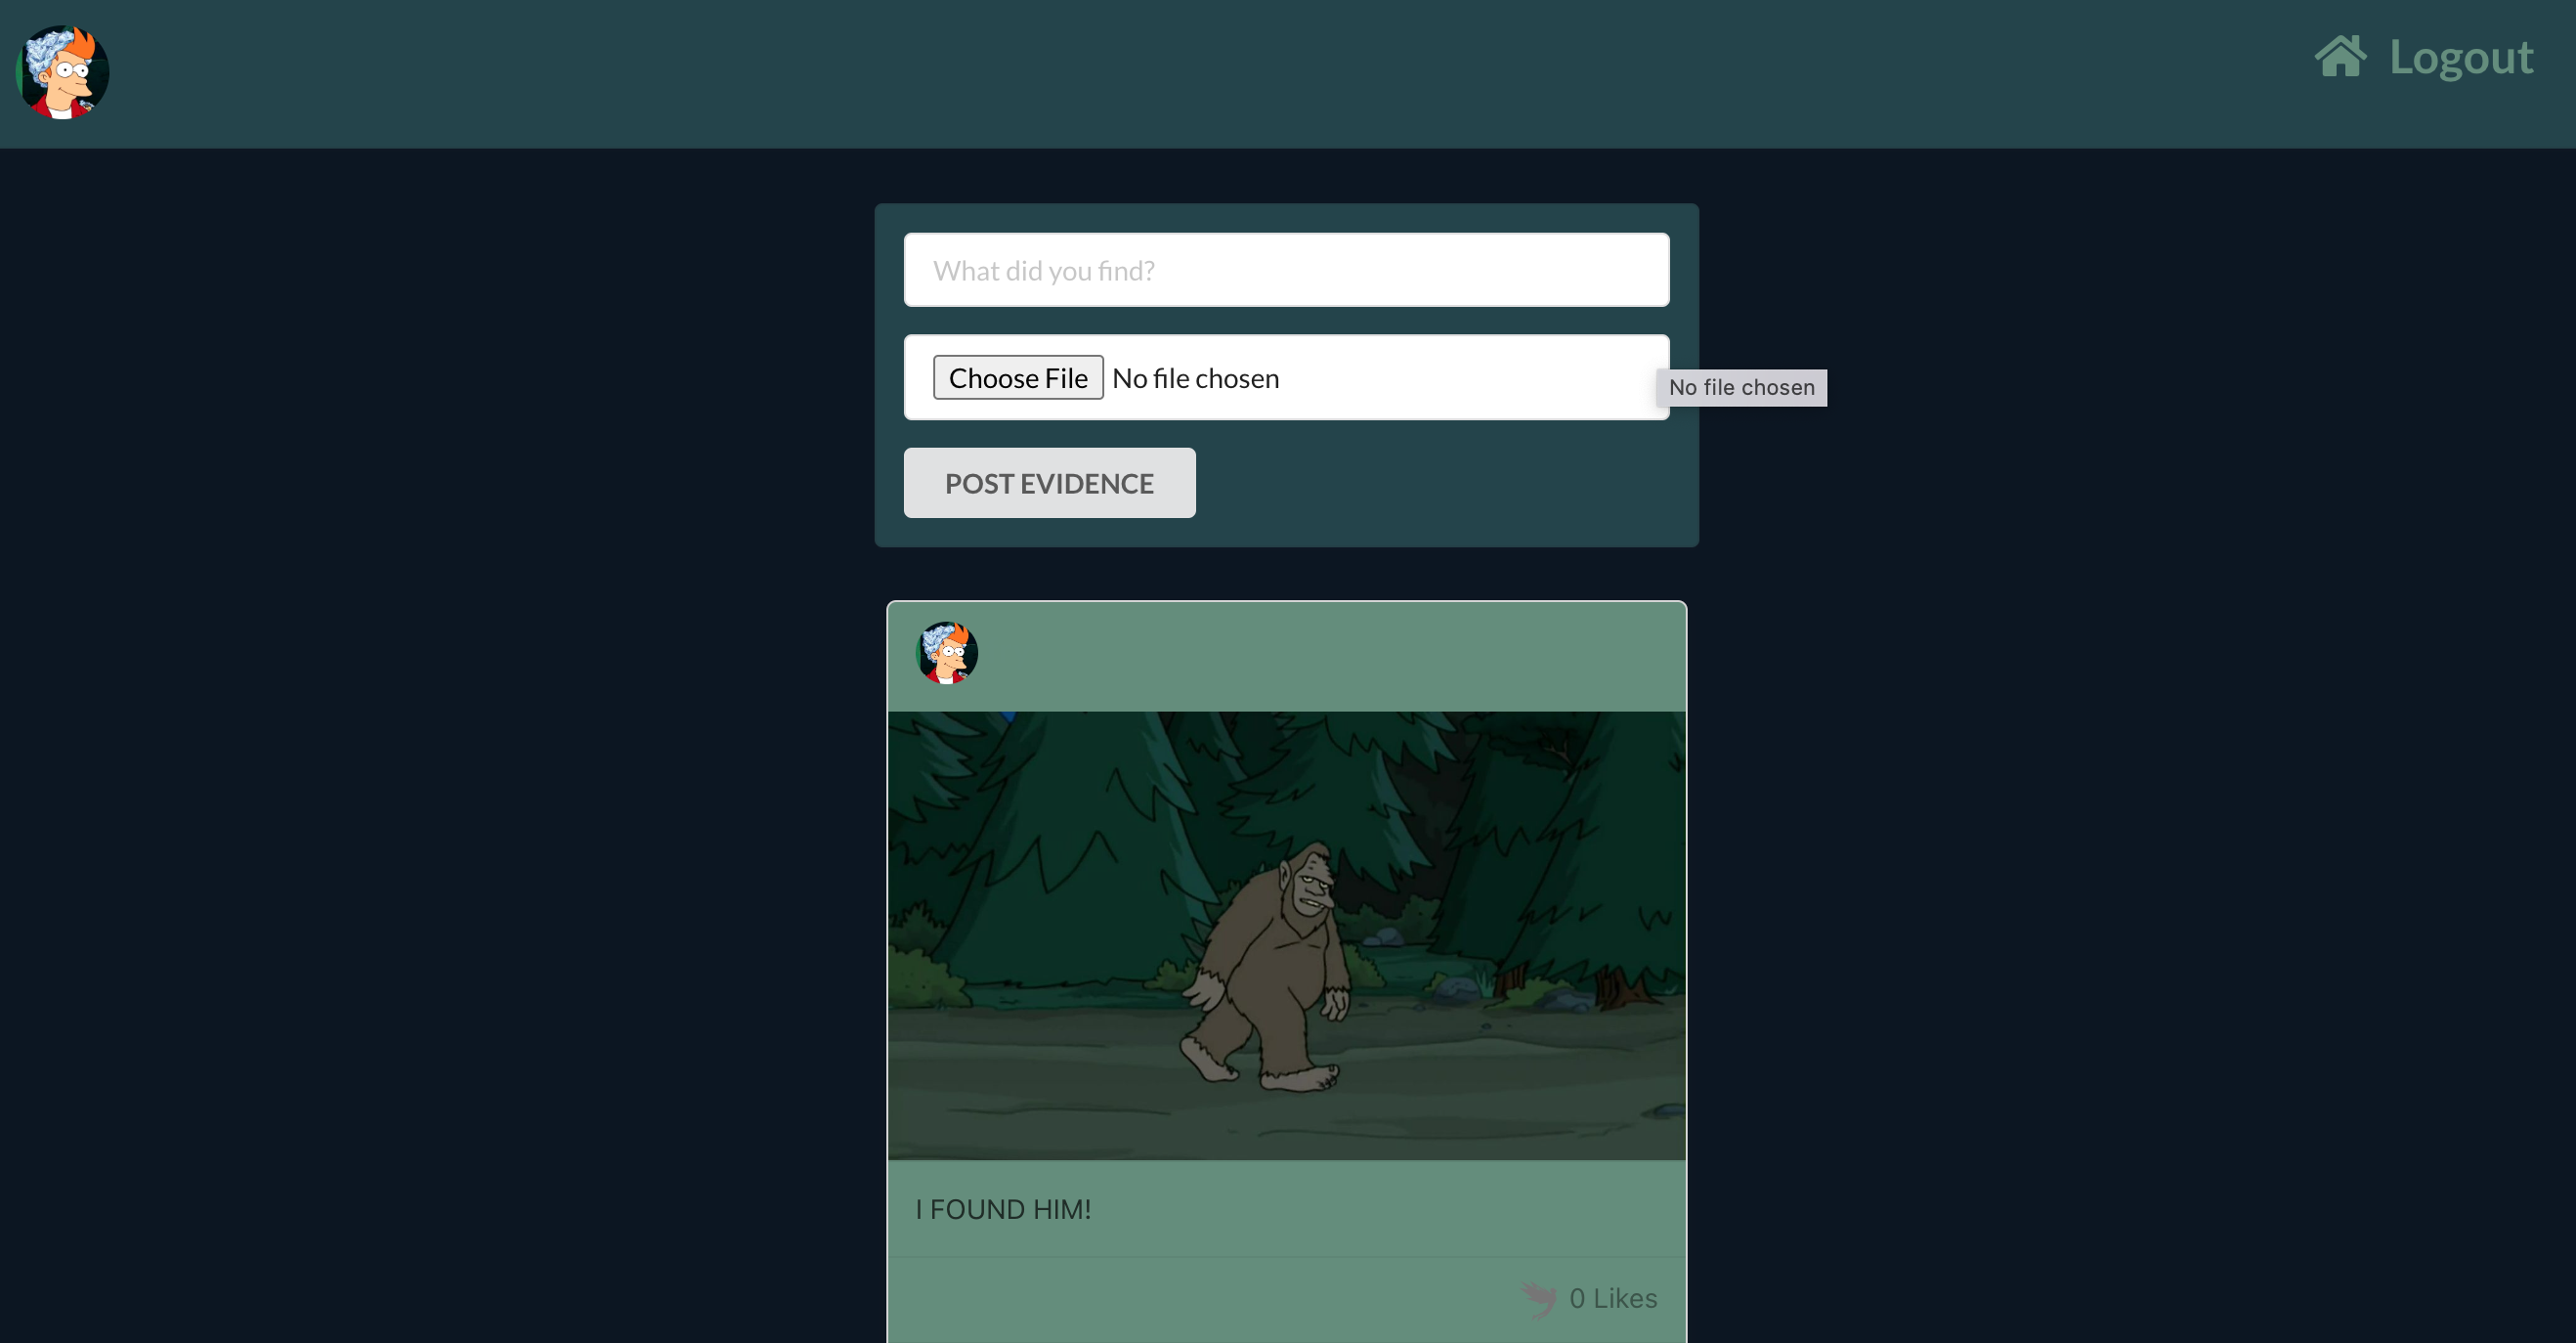 Logout
What did you find?
Choose File No file chosen
No file chosen
POST EVIDENCE
I FOUND HIM!
0 Likes